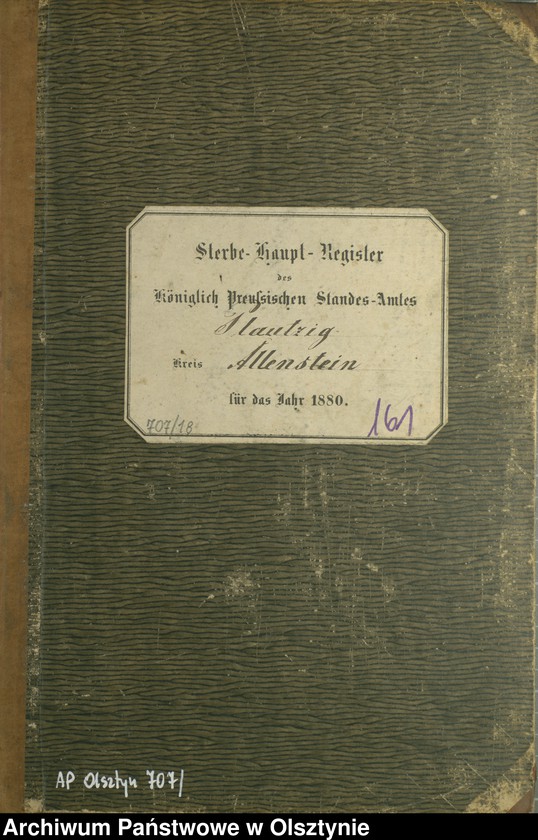 Sterbe-Haupt-Register
des
Königlich Preußischen Standes-Amtes
Plautzig
Kreis Allenstein
für das Jahr 1880.
707/18
161
AP Olsztyn 707/
Archiwum Państwowe w Olsztynie